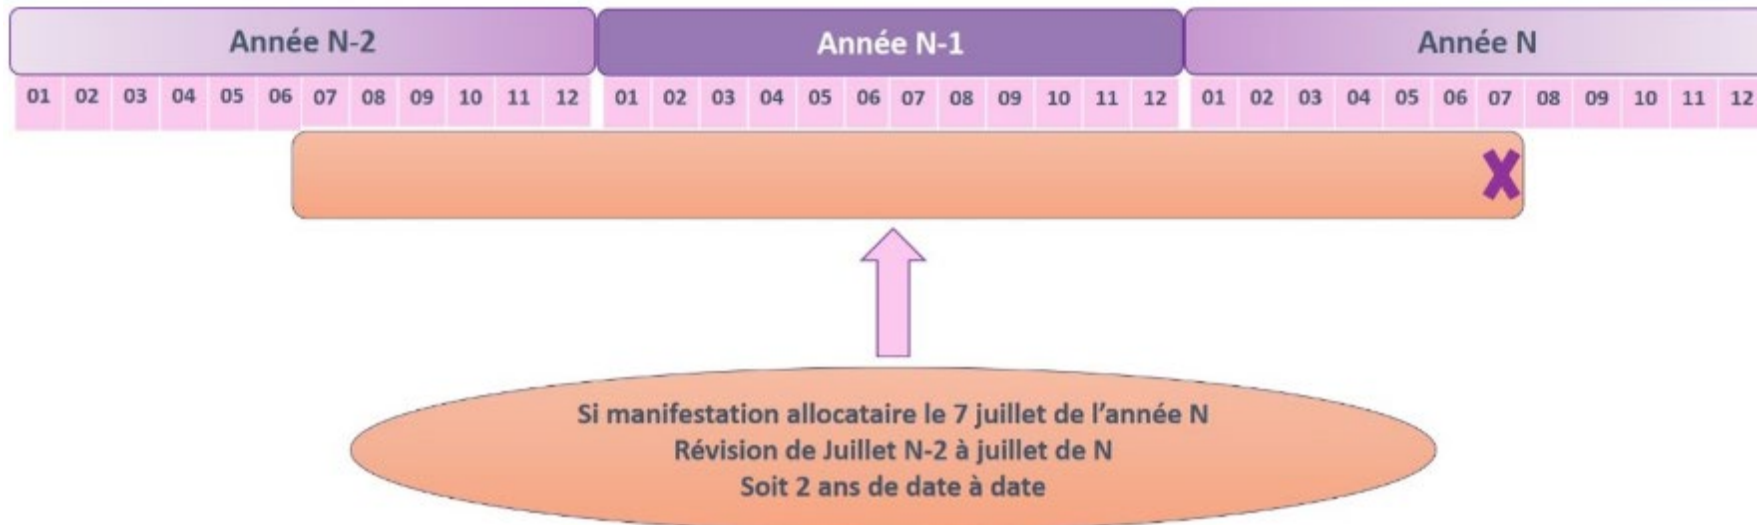 Année N-2 Année N-1 Année N
01 02 03 04 05 06 07 08 09 10 11 12 01 02 03 04 05 06 07 08 09 10 11 12 01 02 03 04 05 06 07 08 09 10 11 12
X
Si manifestation allocataire le 7 juillet de l’année N
Révision de Juillet N-2 à juillet de N
Soit 2 ans de date à date